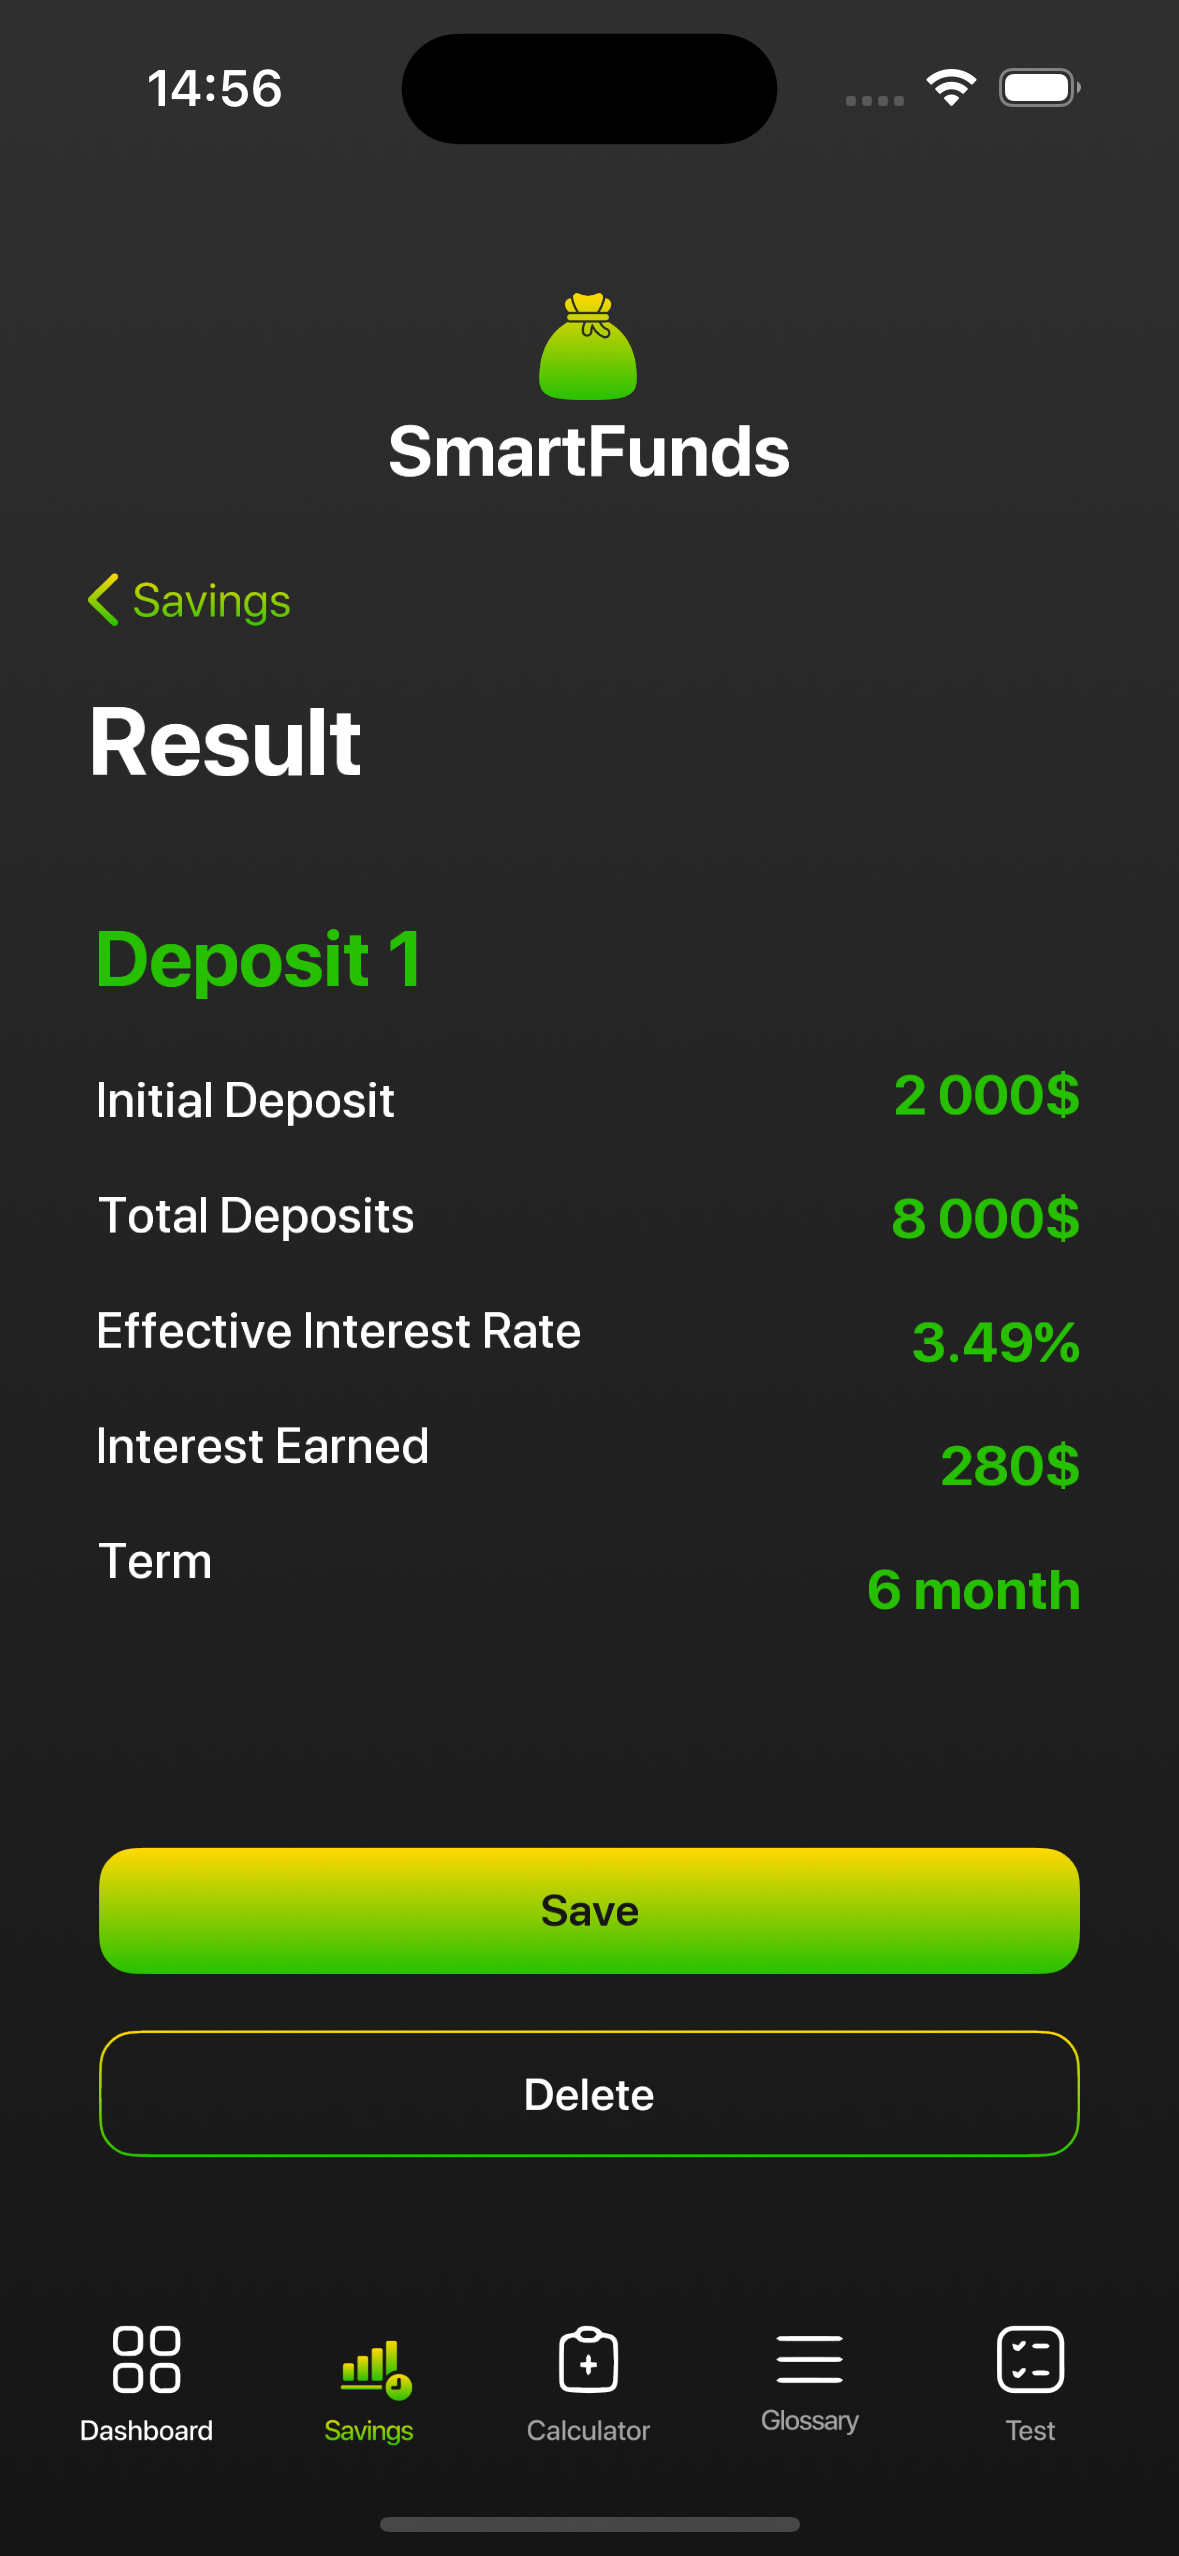 14:56
SmartFunds
Savings
Result
Deposit 1
Initial Deposit 2 000$
Total Deposits 8 000$
Effective Interest Rate 3.49%
Interest Earned 280$
Term 6 month
Save
Delete
Dashboard Savings Calculator Glossary Test